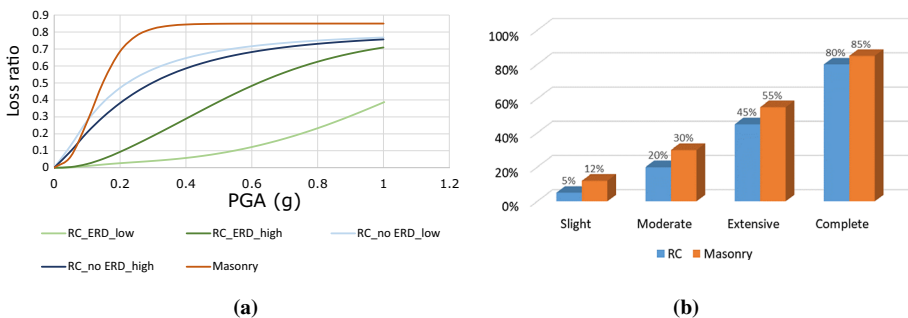 0.9
0.8
0.7
0.6
0.5
0.4
0.3
0.2
0.1
0
Loss ratio
0 0.2 0.4 0.6 0.8 1 1.2
PGA (g)
RC_ERD_low RC_ERD_high RC_no ERD_low
RC_no ERD_high Masonry
(a)
100%
80%
60%
40%
20%
0%
5% 12% 20% 30% 45% 55% 80% 85%
Slight Moderate Extensive Complete
RC Masonry
(b)